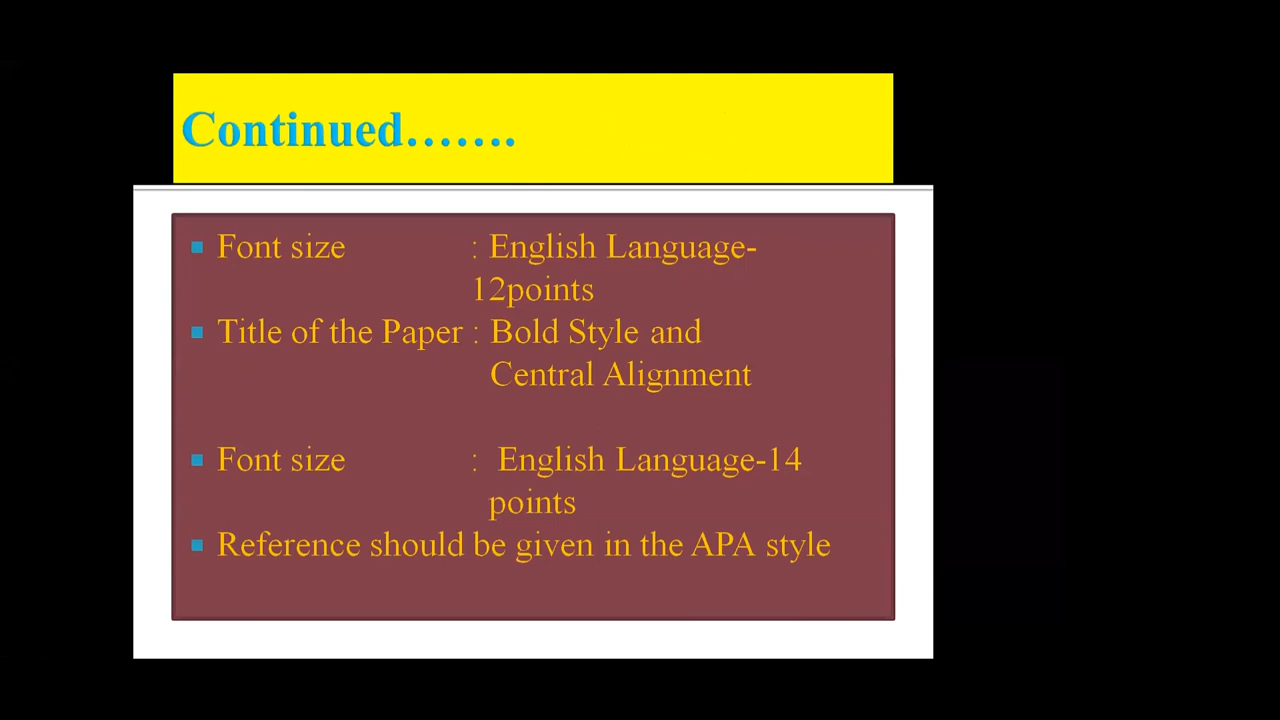 Continued.......
Font size : English Language-
12points
Title of the Paper : Bold Style and
Central Alignment
Font size : English Language-14
points
Reference should be given in the APA style